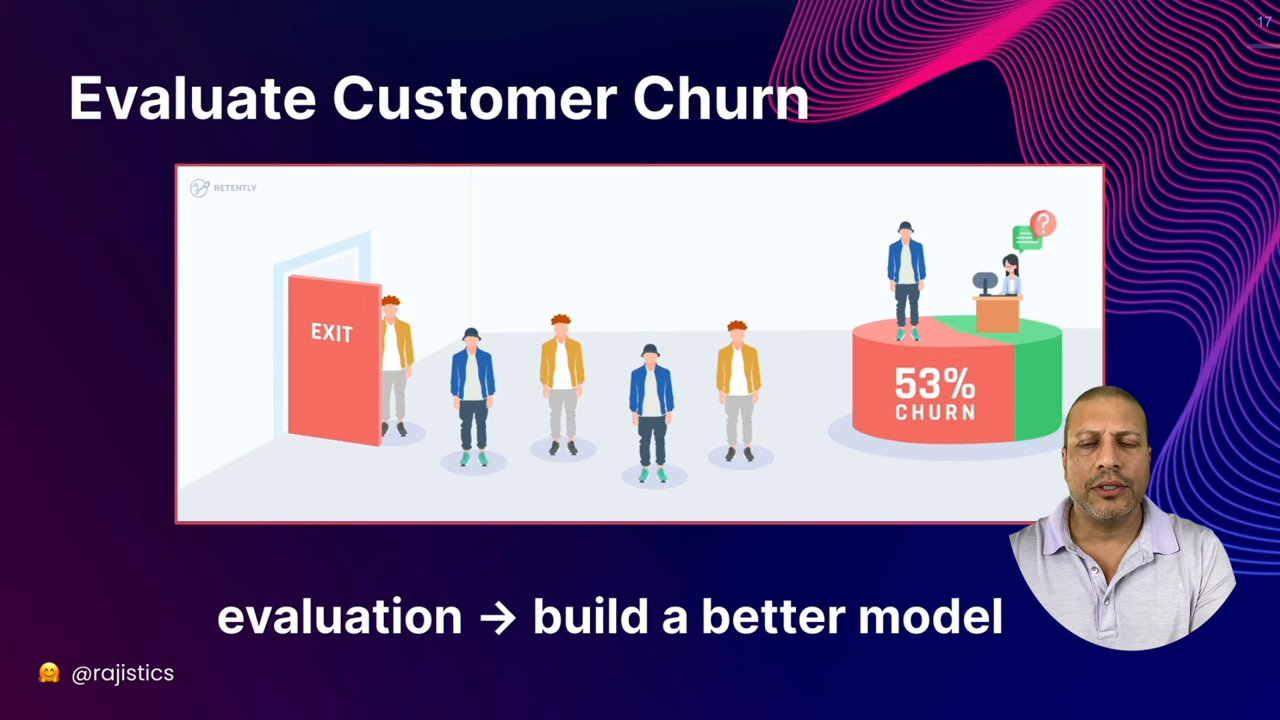 17
Evaluate Customer Churn
RETENTLY
?
EXIT
53%
CHURN
evaluation → build a better model
🤗 @rajistics